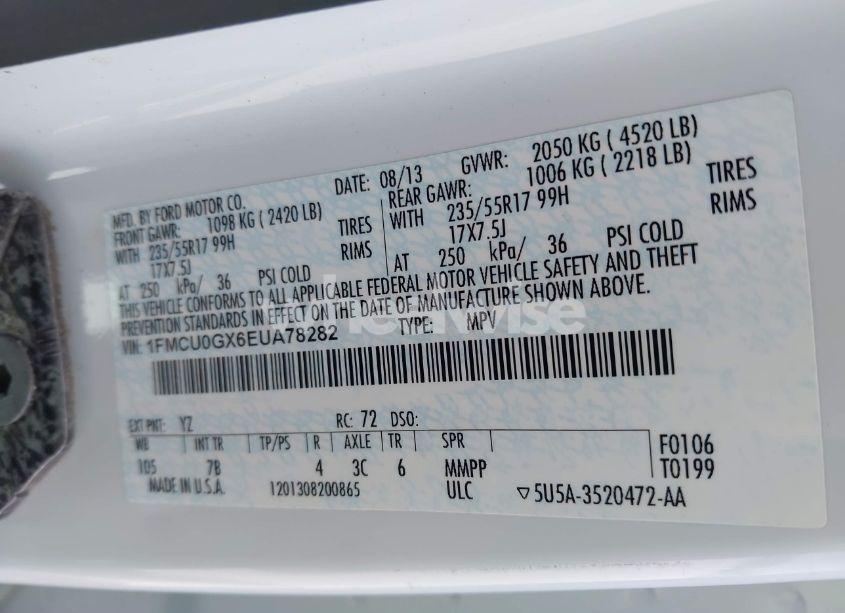 MFD. BY FORD MOTOR CO. DATE: 08/13 GVWR: 2050 KG ( 4520 LB)
FRONT GAWR: 1098 KG ( 2420 LB) REAR GAWR: 1006 KG ( 2218 LB)
WITH 235/55R17 99H TIRES WITH 235/55R17 99H TIRES
17X7.5J RIMS 17X7.5J RIMS
AT 250 kPa/ 36 PSI COLD AT 250 kPa/ 36 PSI COLD
THIS VEHICLE CONFORMS TO ALL APPLICABLE FEDERAL MOTOR VEHICLE SAFETY AND THEFT
PREVENTION STANDARDS IN EFFECT ON THE DATE OF MANUFACTURE SHOWN ABOVE.
VIN: 1FMCU0GX6EUA78282 TYPE: MPV
EXT PNT: YZ RC: 72 DSO:
WB INT TR TP/PS R AXLE TR SPR F0106
105 7B 4 3C 6 MMPP T0199
MADE IN U.S.A. 1201308200865 ULC ▽5U5A-3520472-AA